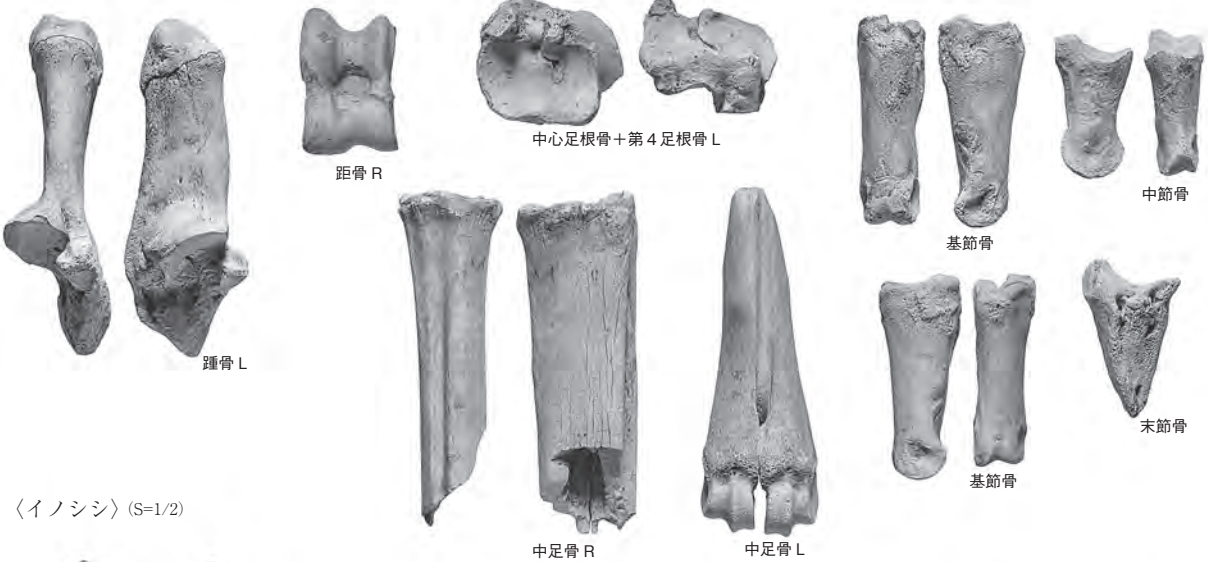 中心足根骨＋第４足根骨 L
距骨 R
中節骨
基節骨
踵骨 L
末節骨
基節骨
〈イノシシ〉(S=1/2)
中足骨 R
中足骨 L